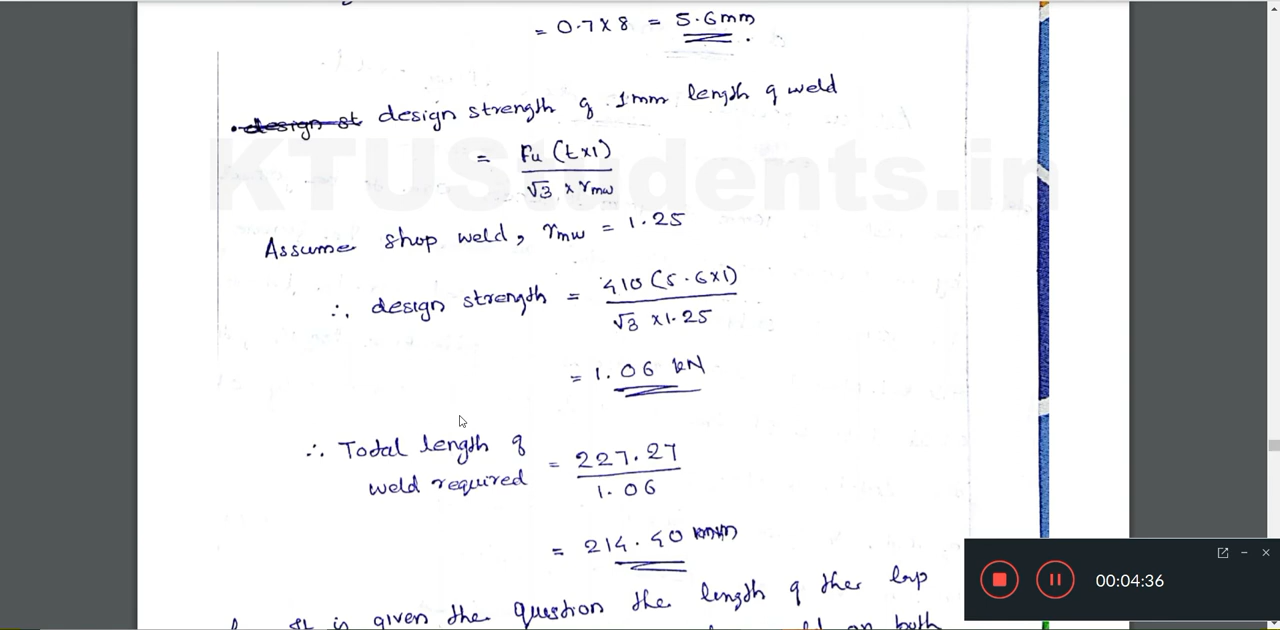 = 0.7 × 8 = 5.6mm.
design st design strength of 1mm length of weld
= Fu (t×1) / √3 × γmw
KTUStudents.in
Assume shop weld, γmw = 1.25
∴ design strength = 410 (5.6×1) / √3 × 1.25
= 1.06 kN
∴ Total length of weld required = 227.27 / 1.06
= 214.40 mm
It is given the question the length of the lap
both
00:04:36